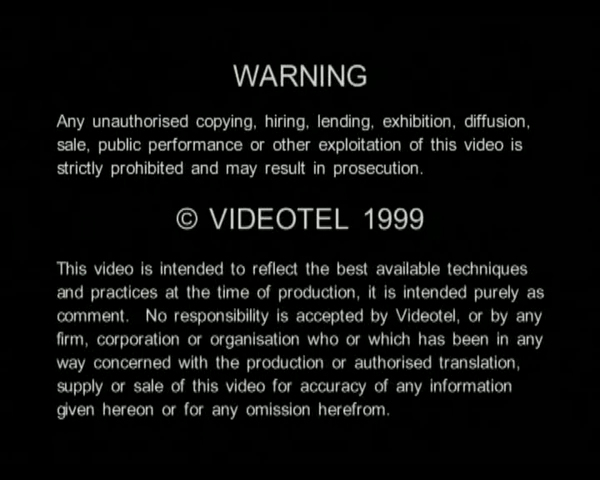 WARNING
Any unauthorised copying, hiring, lending, exhibition, diffusion,
sale, public performance or other exploitation of this video is
strictly prohibited and may result in prosecution.
© VIDEOTEL 1999
This video is intended to reflect the best available techniques
and practices at the time of production, it is intended purely as
comment. No responsibility is accepted by Videotel, or by any
firm, corporation or organisation who or which has been in any
way concerned with the production or authorised translation,
supply or sale of this video for accuracy of any information
given hereon or for any omission herefrom.